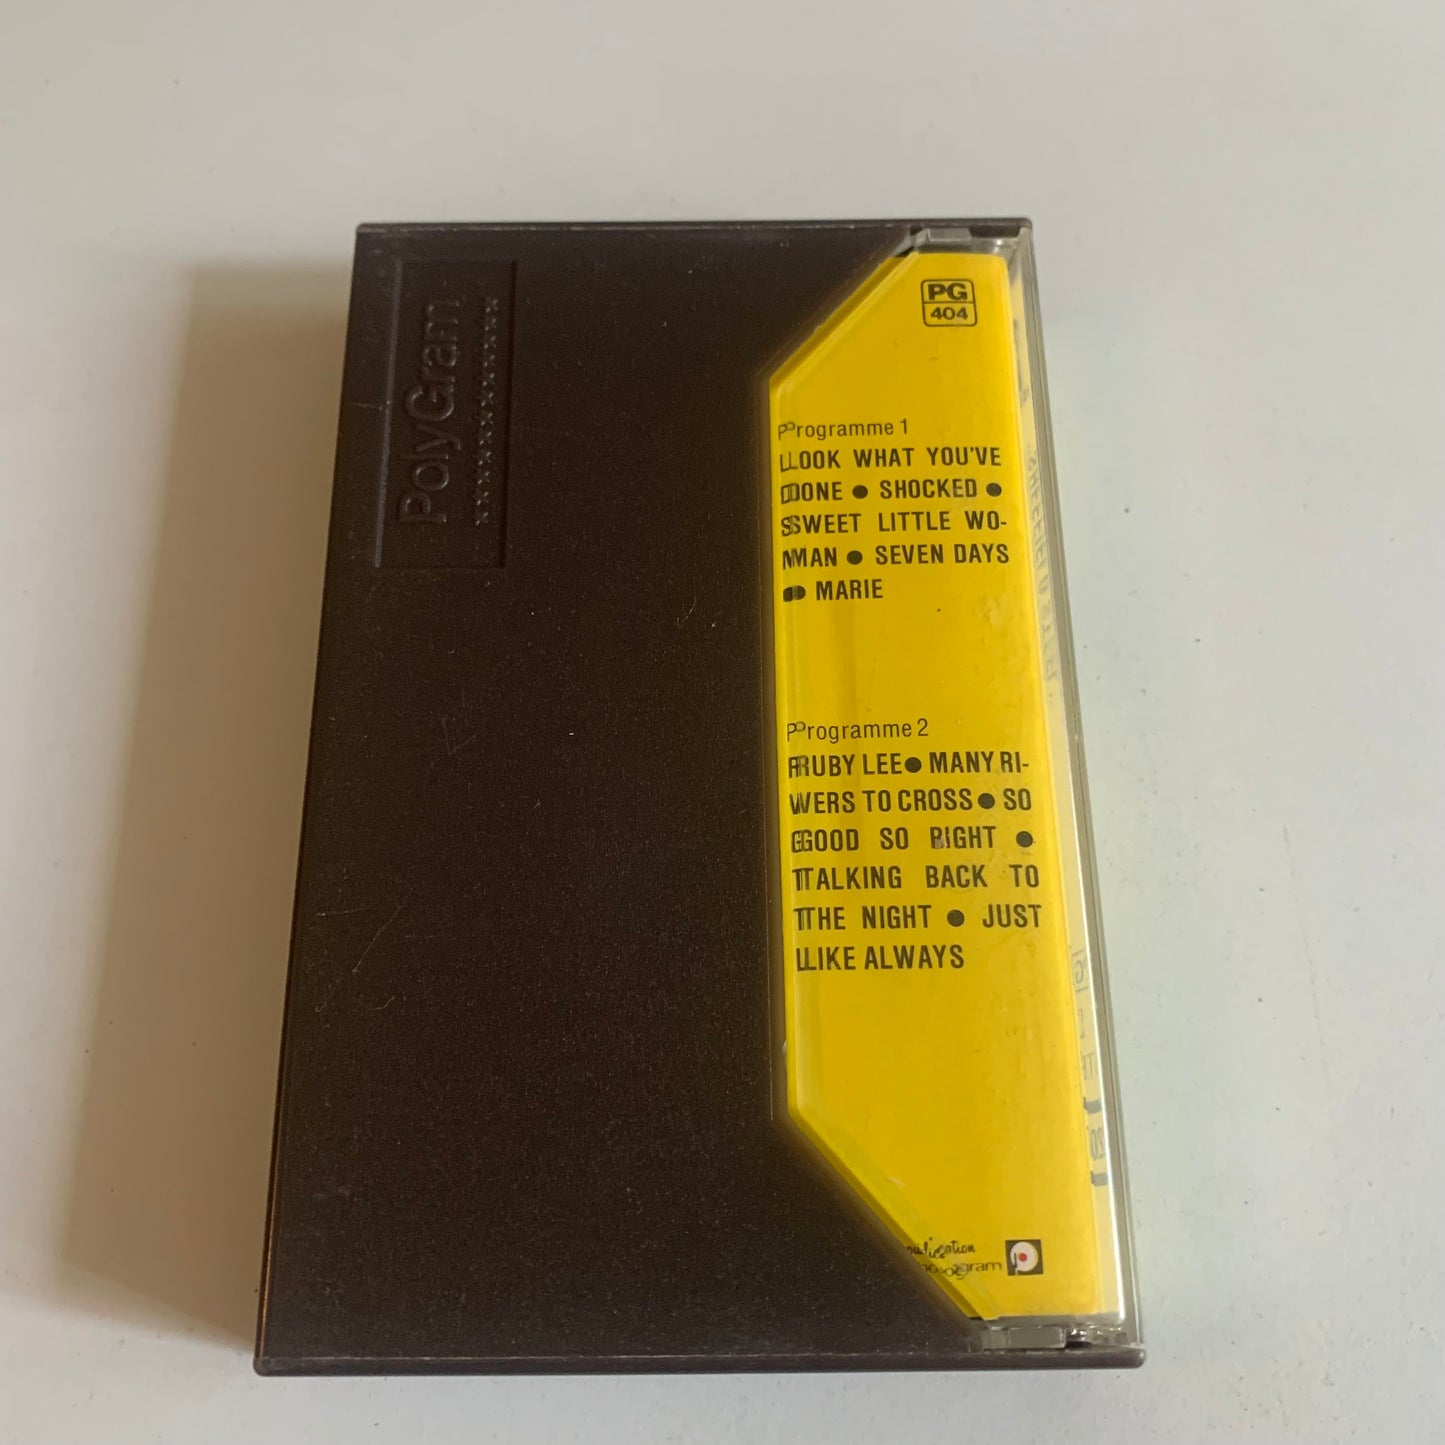 PolyGram
PG
404
Programme 1
LOOK WHAT YOU'VE
DONE ● SHOCKED ●
SWEET LITTLE WO-
MAN ● SEVEN DAYS
● MARIE
Programme 2
RUBY LEE ● MANY RI-
VERS TO CROSS ● SO
GOOD SO RIGHT ●
TALKING BACK TO
THE NIGHT ● JUST
LIKE ALWAYS